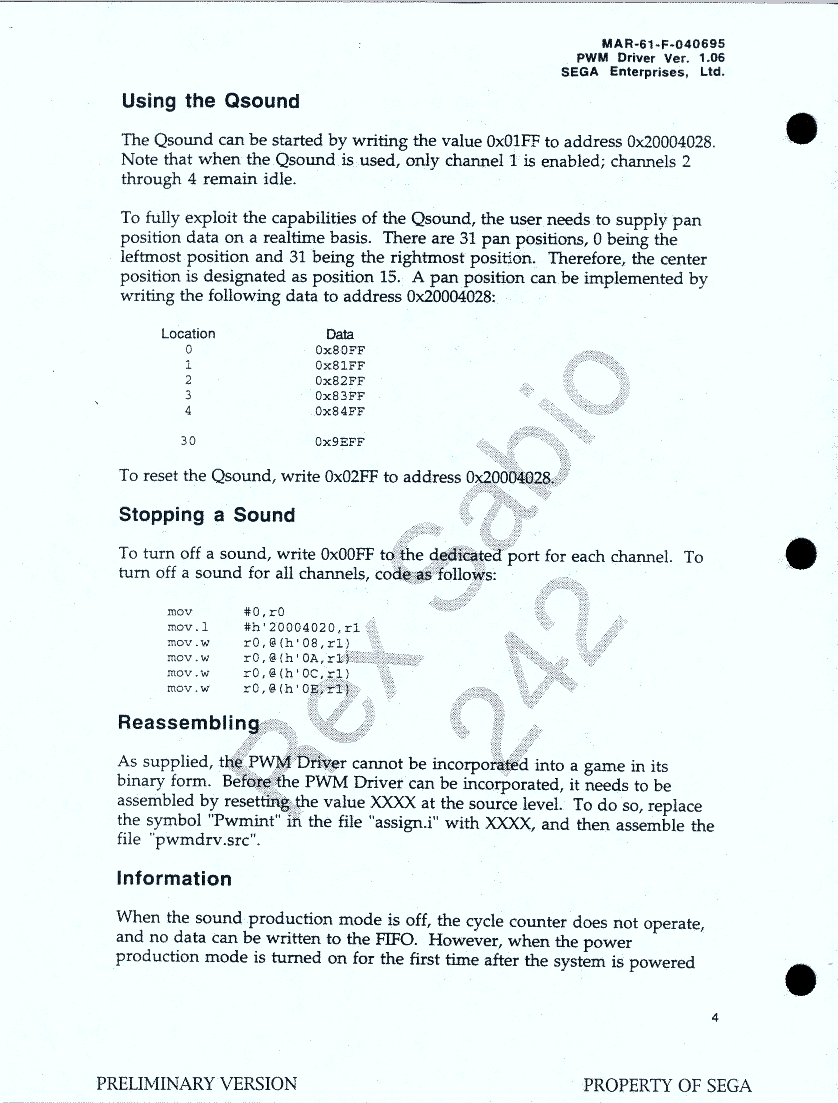 MAR-61-F-040695
PWM Driver Ver. 1.06
SEGA Enterprises, Ltd.
Using the Qsound
The Qsound can be started by writing the value 0x01FF to address 0x20004028.
Note that when the Qsound is used, only channel 1 is enabled; channels 2
through 4 remain idle.
To fully exploit the capabilities of the Qsound, the user needs to supply pan
position data on a realtime basis. There are 31 pan positions, 0 being the
leftmost position and 31 being the rightmost position. Therefore, the center
position is designated as position 15. A pan position can be implemented by
writing the following data to address 0x20004028:
Location Data
0 0x80FF
1 0x81FF
2 0x82FF
3 0x83FF
4 0x84FF
30 0x9EFF
To reset the Qsound, write 0x02FF to address 0x20004028.
Stopping a Sound
To turn off a sound, write 0x00FF to the dedicated port for each channel. To
turn off a sound for all channels, code as follows:
mov #0,r0
mov.l #h'20004020,r1
mov.w r0,@(h'08,r1)
mov.w r0,@(h'0A,r1)
mov.w r0,@(h'0C,r1)
mov.w r0,@(h'0E,r1)
Reassembling
As supplied, the PWM Driver cannot be incorporated into a game in its
binary form. Before the PWM Driver can be incorporated, it needs to be
assembled by resetting the value XXXX at the source level. To do so, replace
the symbol "Pwmint" in the file "assign.i" with XXXX, and then assemble the
file "pwmdrv.src".
Information
When the sound production mode is off, the cycle counter does not operate,
and no data can be written to the FIFO. However, when the power
production mode is turned on for the first time after the system is powered
4
PRELIMINARY VERSION
PROPERTY OF SEGA
Rex Sabio
242